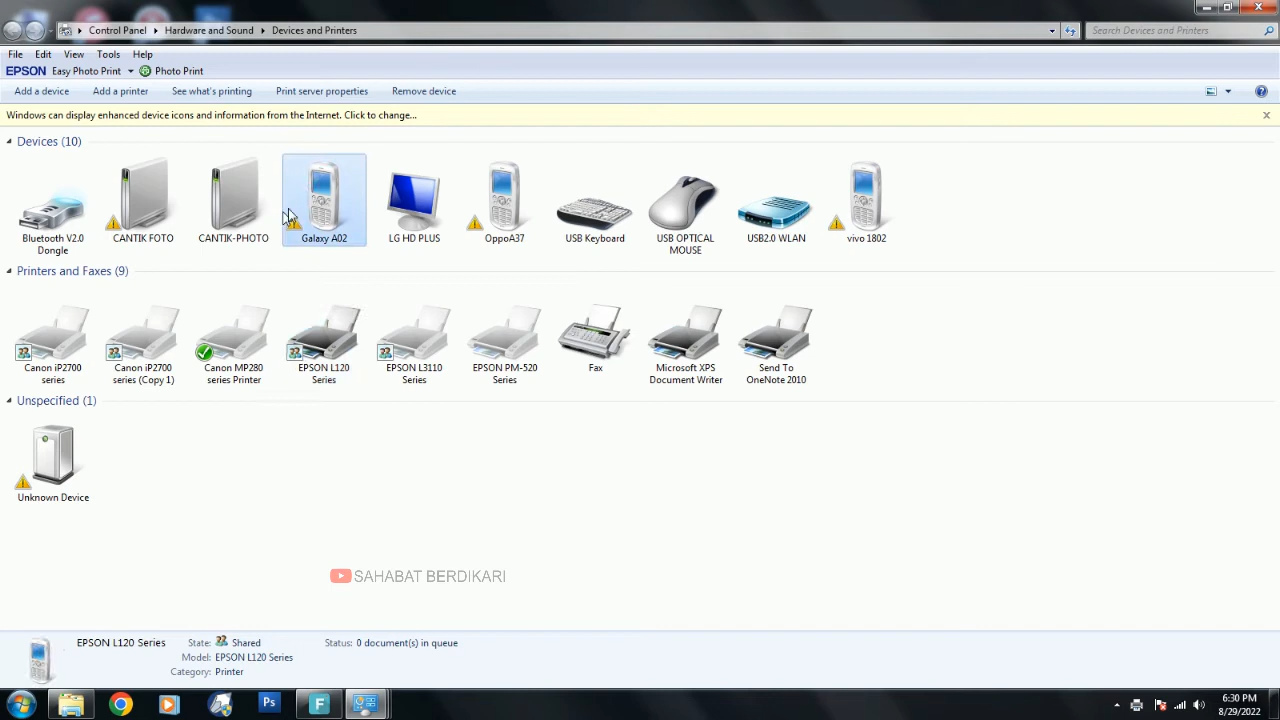 Control Panel Hardware and Sound Devices and Printers
Search Devices and Printers
File Edit View Tools Help
EPSON Easy Photo Print Photo Print
Add a device Add a printer See what's printing Print server properties Remove device
Windows can display enhanced device icons and information from the Internet. Click to change...
Devices (10)
Bluetooth V2.0
Dongle
CANTIK FOTO
CANTIK-PHOTO
Galaxy A02
LG HD PLUS
OppoA37
USB Keyboard
USB OPTICAL
MOUSE
USB2.0 WLAN
vivo 1802
Printers and Faxes (9)
Canon iP2700
series
Canon iP2700
series (Copy 1)
Canon MP280
series Printer
EPSON L120
Series
EPSON L3110
Series
EPSON PM-520
Series
Fax
Microsoft XPS
Document Writer
Send To
OneNote 2010
Unspecified (1)
Unknown Device
SAHABAT BERDIKARI
EPSON L120 Series State: Shared Status: 0 document(s) in queue
Model: EPSON L120 Series
Category: Printer
Ps
F
6:30 PM
8/29/2022